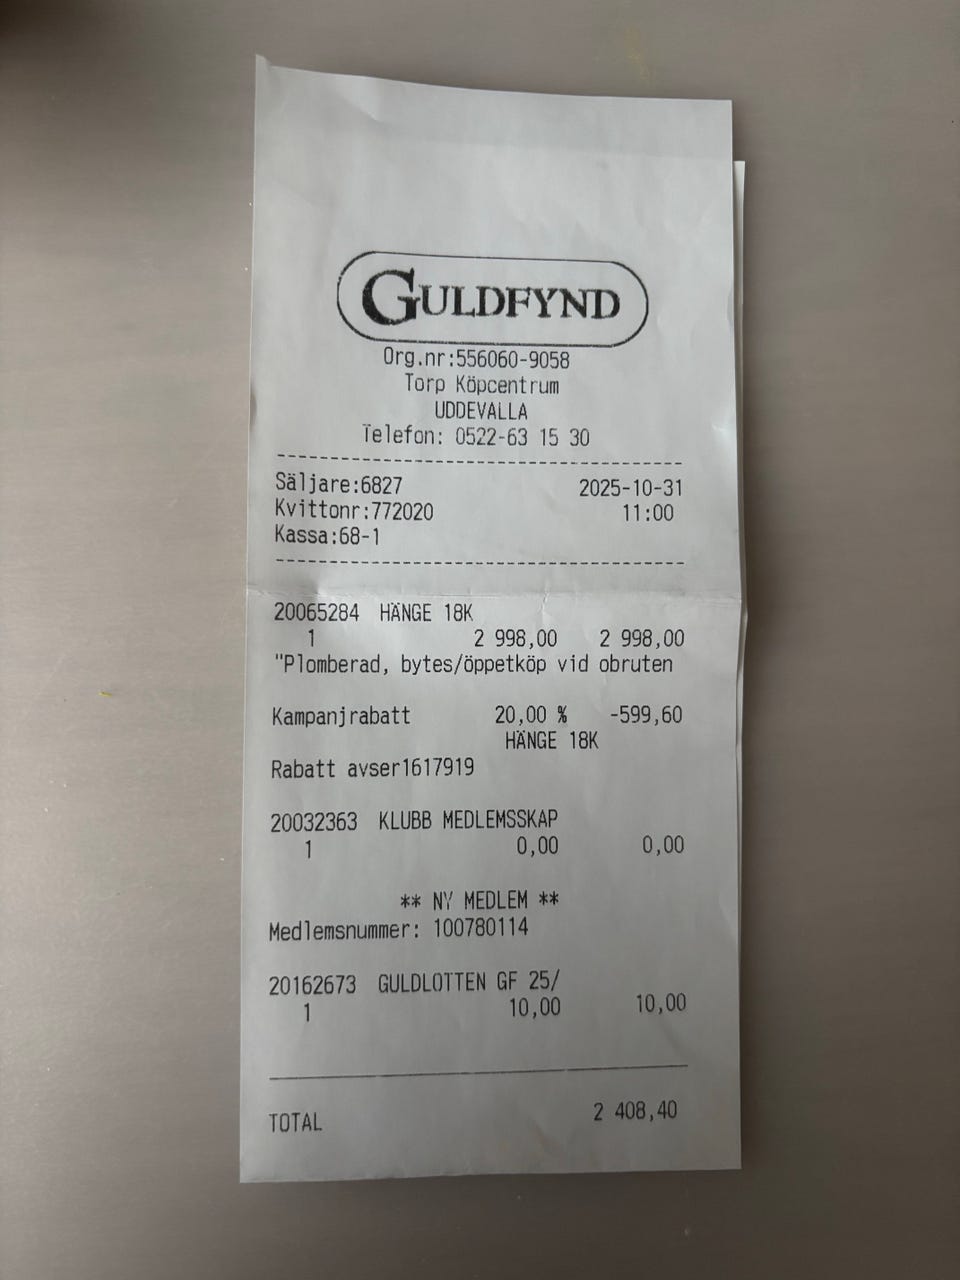 GULDFYND
Org.nr:556060-9058
Torp Köpcentrum
UDDEVALLA
Telefon: 0522-63 15 30
Säljare:6827 2025-10-31
Kvittonr:772020 11:00
Kassa:68-1
20065284 HÄNGE 18K
1 2 998,00 2 998,00
"Plomberad, bytes/öppetköp vid obruten
Kampanjrabatt 20,00 % -599,60
HÄNGE 18K
Rabatt avser1617919
20032363 KLUBB MEDLEMSSKAP
1 0,00 0,00
** NY MEDLEM **
Medlemsnummer: 100780114
20162673 GULDLOTTEN GF 25/
1 10,00 10,00
TOTAL 2 408,40